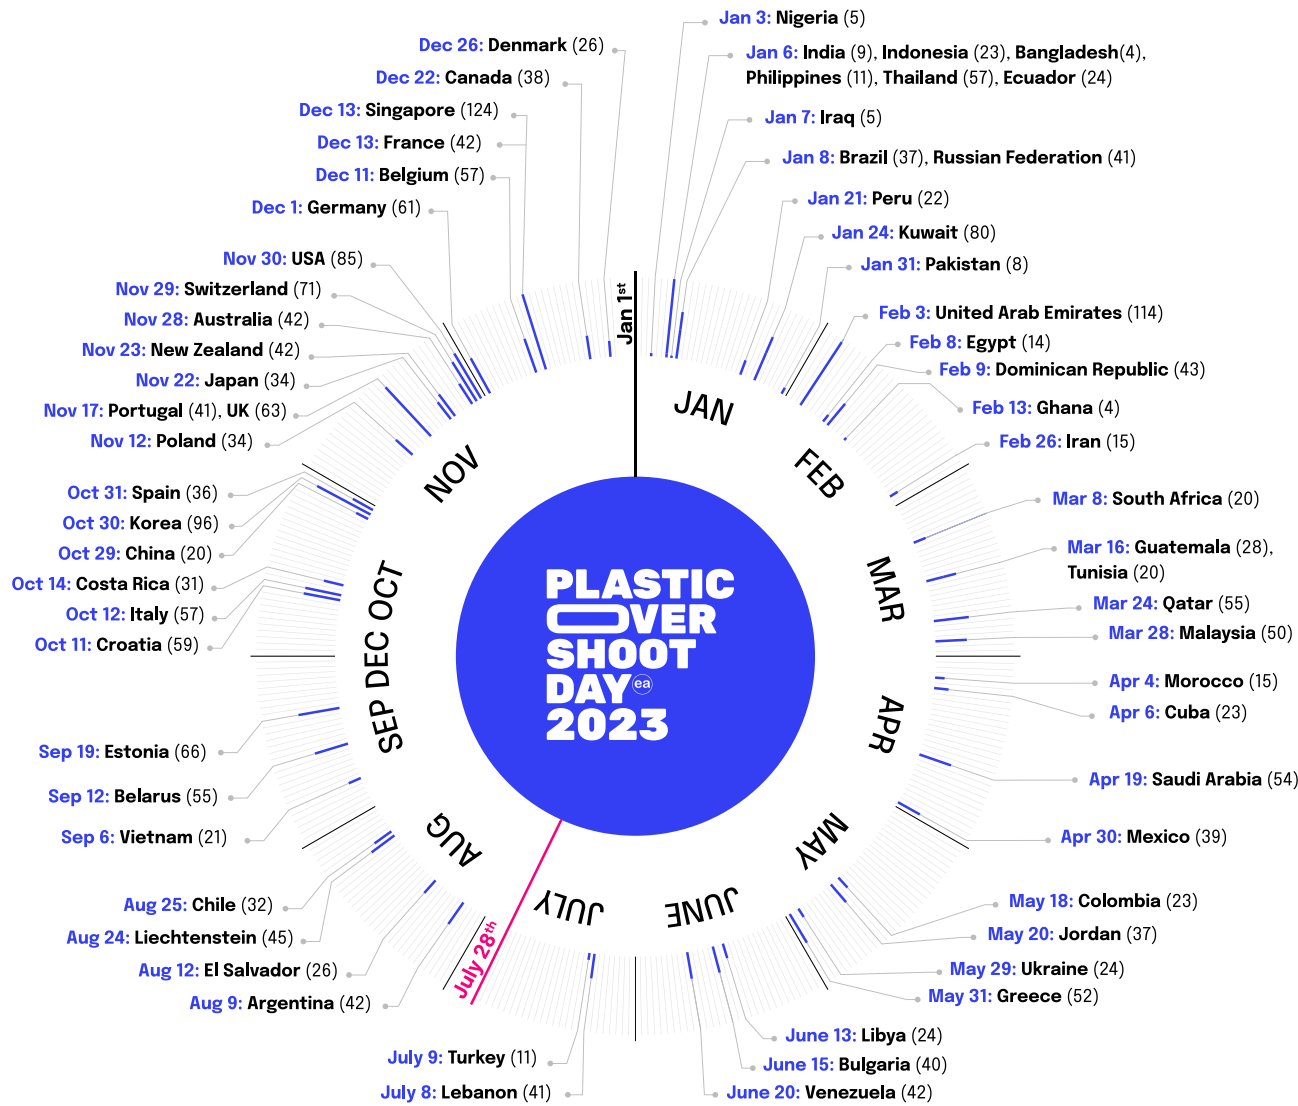 Jan 3: Nigeria (5)
Jan 6: India (9), Indonesia (23), Bangladesh(4),
Philippines (11), Thailand (57), Ecuador (24)
Jan 7: Iraq (5)
Jan 8: Brazil (37), Russian Federation (41)
Jan 21: Peru (22)
Jan 24: Kuwait (80)
Jan 31: Pakistan (8)
Feb 3: United Arab Emirates (114)
Feb 8: Egypt (14)
Feb 9: Dominican Republic (43)
Feb 13: Ghana (4)
Feb 26: Iran (15)
Mar 8: South Africa (20)
Mar 16: Guatemala (28),
Tunisia (20)
Mar 24: Qatar (55)
Mar 28: Malaysia (50)
Apr 4: Morocco (15)
Apr 6: Cuba (23)
Apr 19: Saudi Arabia (54)
Apr 30: Mexico (39)
May 18: Colombia (23)
May 20: Jordan (37)
May 29: Ukraine (24)
May 31: Greece (52)
June 13: Libya (24)
June 15: Bulgaria (40)
June 20: Venezuela (42)
July 8: Lebanon (41)
July 9: Turkey (11)
Aug 9: Argentina (42)
Aug 12: El Salvador (26)
Aug 24: Liechtenstein (45)
Aug 25: Chile (32)
Sep 6: Vietnam (21)
Sep 12: Belarus (55)
Sep 19: Estonia (66)
Oct 11: Croatia (59)
Oct 12: Italy (57)
Oct 14: Costa Rica (31)
Oct 29: China (20)
Oct 30: Korea (96)
Oct 31: Spain (36)
Nov 12: Poland (34)
Nov 17: Portugal (41), UK (63)
Nov 22: Japan (34)
Nov 23: New Zealand (42)
Nov 28: Australia (42)
Nov 29: Switzerland (71)
Nov 30: USA (85)
Dec 1: Germany (61)
Dec 11: Belgium (57)
Dec 13: France (42)
Dec 13: Singapore (124)
Dec 22: Canada (38)
Dec 26: Denmark (26)
Jan 1st
JAN
FEB
MAR
APR
MAY
JUNE
JULY
AUG
SEP DEC OCT
NOV
July 28th
PLASTIC
OVER
SHOOT
DAY ea
2023